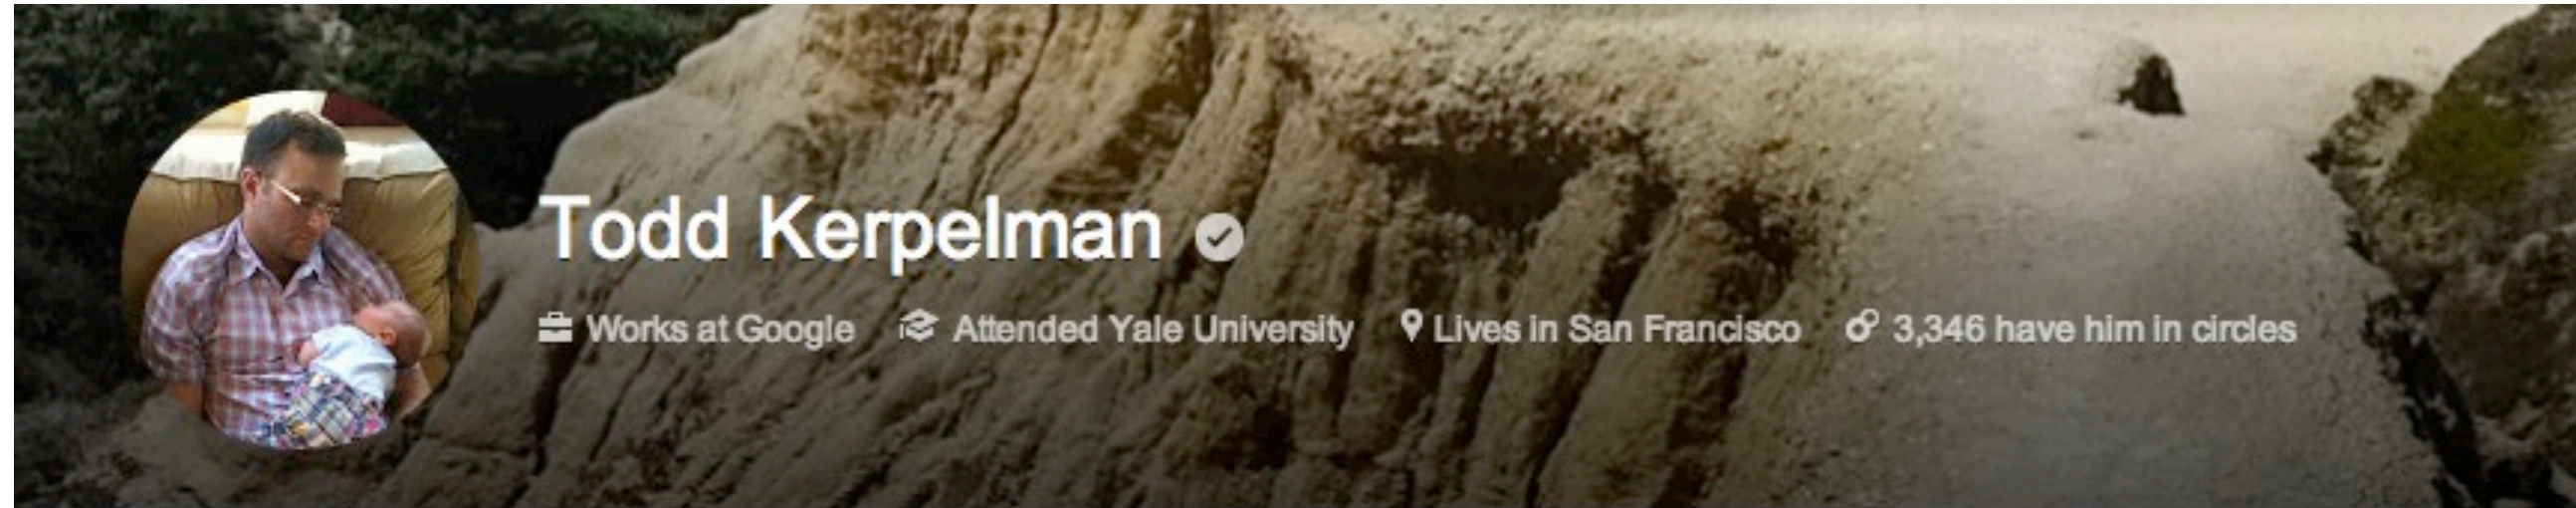 Todd Kerpelman
Works at Google Attended Yale University Lives in San Francisco 3,346 have him in circles